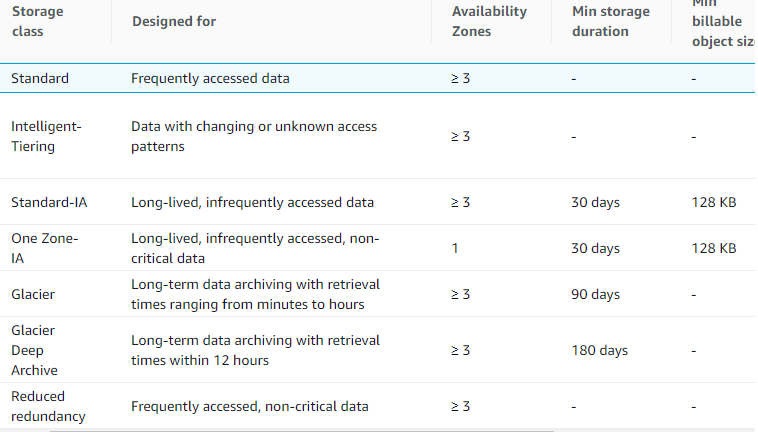 Storage class
Designed for
Availability Zones
Min storage duration
Min billable object siz
Standard
Frequently accessed data
≥ 3
-
-
Intelligent-
Tiering
Data with changing or unknown access
patterns
≥ 3
-
-
Standard-IA
Long-lived, infrequently accessed data
≥ 3
30 days
128 KB
One Zone-
IA
Long-lived, infrequently accessed, non-
critical data
1
30 days
128 KB
Glacier
Long-term data archiving with retrieval
times ranging from minutes to hours
≥ 3
90 days
-
Glacier
Deep
Archive
Long-term data archiving with retrieval
times within 12 hours
≥ 3
180 days
-
Reduced
redundancy
Frequently accessed, non-critical data
≥ 3
-
-